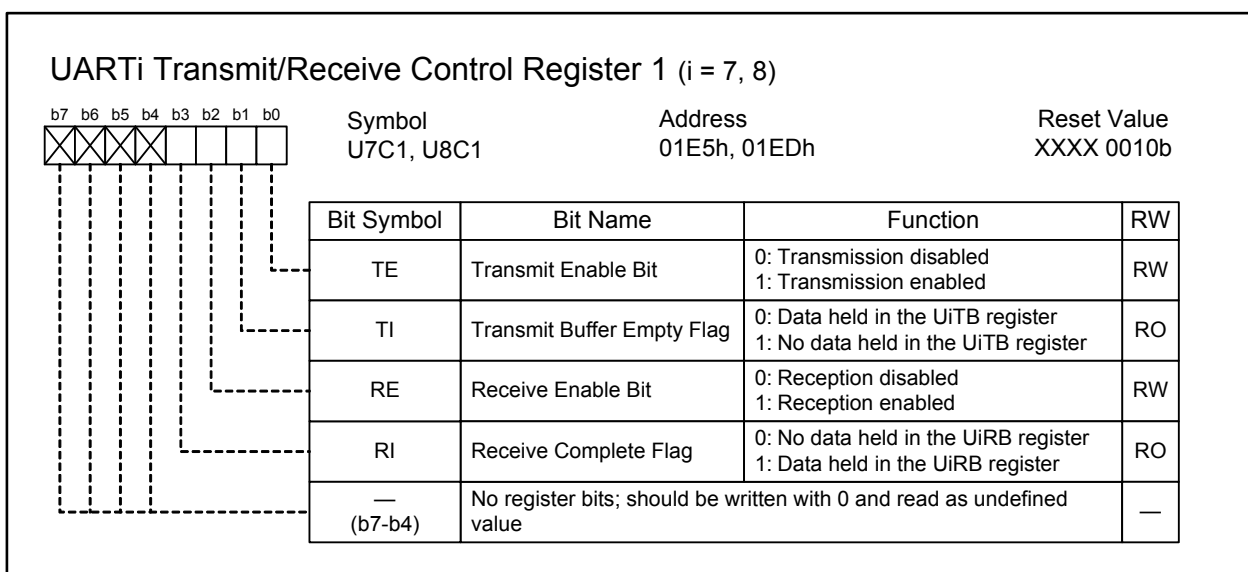 UARTi Transmit/Receive Control Register 1 (i = 7, 8)
b7 b6 b5 b4 b3 b2 b1 b0
Symbol Address Reset Value
U7C1, U8C1 01E5h, 01EDh XXXX 0010b
Bit Symbol Bit Name Function RW
TE Transmit Enable Bit 0: Transmission disabled
1: Transmission enabled RW
TI Transmit Buffer Empty Flag 0: Data held in the UiTB register
1: No data held in the UiTB register RO
RE Receive Enable Bit 0: Reception disabled
1: Reception enabled RW
RI Receive Complete Flag 0: No data held in the UiRB register
1: Data held in the UiRB register RO
—
(b7-b4) No register bits; should be written with 0 and read as undefined
value —